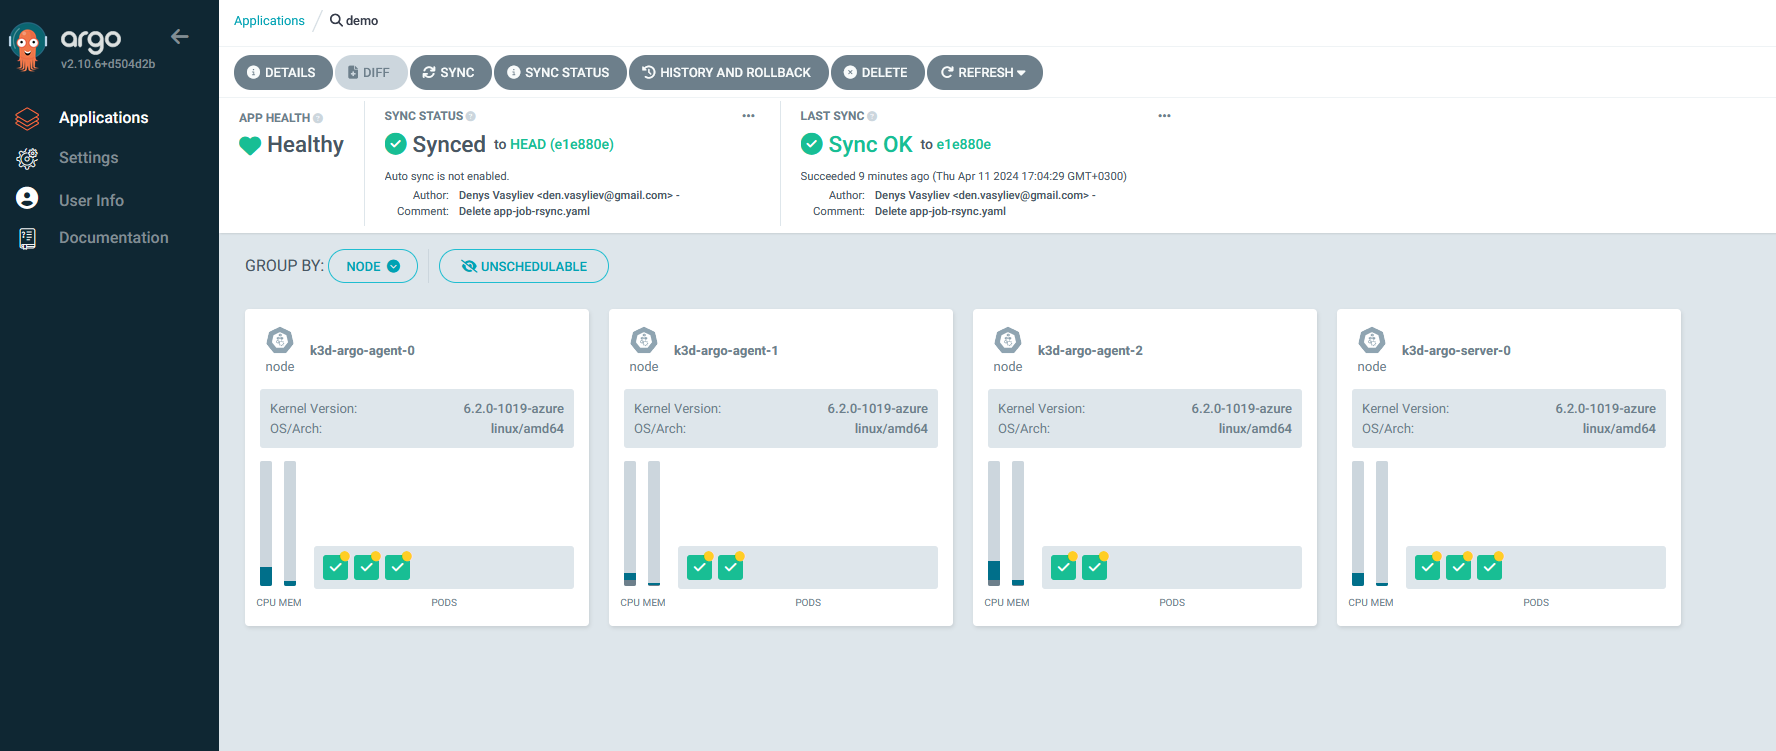 argo
v2.10.6+d504d2b
Applications
Settings
User Info
Documentation
Applications / demo
DETAILS DIFF SYNC SYNC STATUS HISTORY AND ROLLBACK DELETE REFRESH
APP HEALTH
Healthy
SYNC STATUS
Synced to HEAD (e1e880e)
Auto sync is not enabled.
Author: Denys Vasyliev <den.vasyliev@gmail.com> -
Comment: Delete app-job-rsync.yaml
LAST SYNC
Sync OK to e1e880e
Succeeded 9 minutes ago (Thu Apr 11 2024 17:04:29 GMT+0300)
Author: Denys Vasyliev <den.vasyliev@gmail.com> -
Comment: Delete app-job-rsync.yaml
GROUP BY: NODE UNSCHEDULABLE
node
k3d-argo-agent-0
Kernel Version: 6.2.0-1019-azure
OS/Arch: linux/amd64
CPU MEM PODS
node
k3d-argo-agent-1
Kernel Version: 6.2.0-1019-azure
OS/Arch: linux/amd64
CPU MEM PODS
node
k3d-argo-agent-2
Kernel Version: 6.2.0-1019-azure
OS/Arch: linux/amd64
CPU MEM PODS
node
k3d-argo-server-0
Kernel Version: 6.2.0-1019-azure
OS/Arch: linux/amd64
CPU MEM PODS